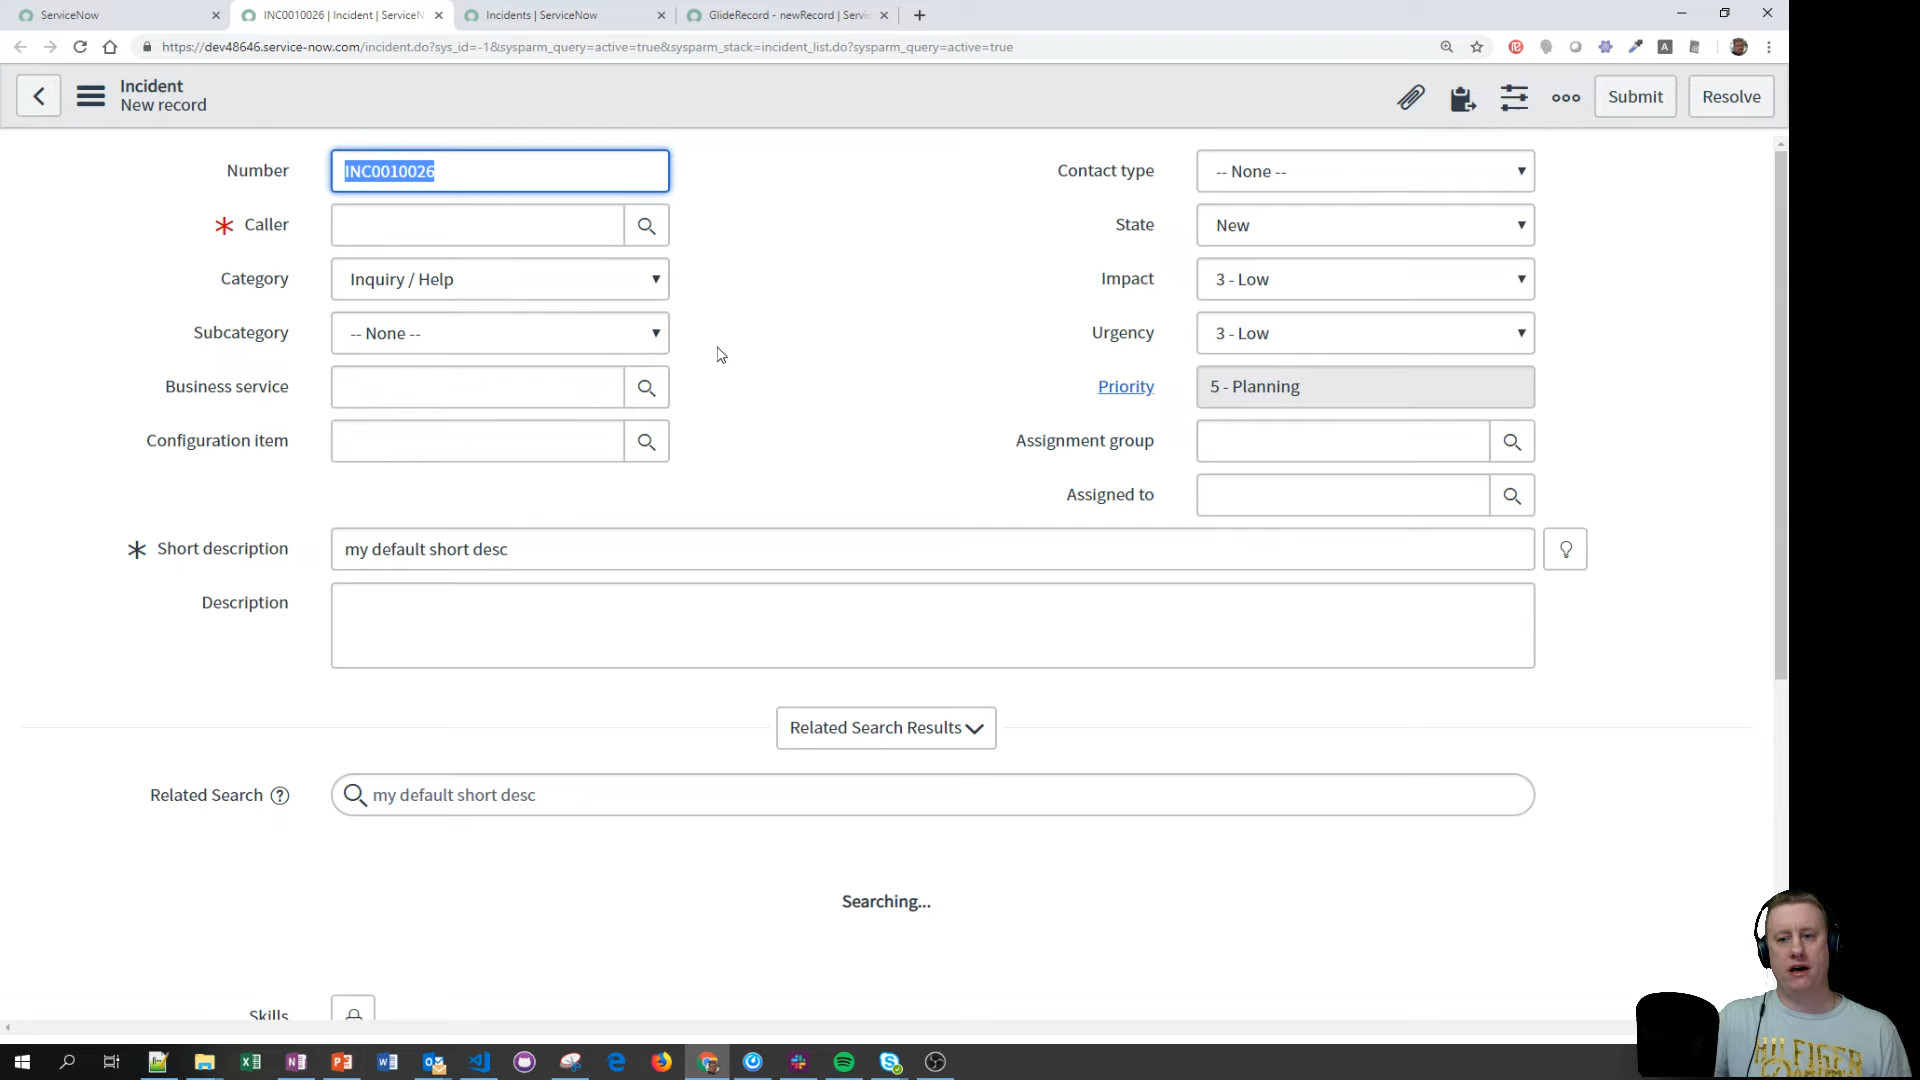 ServiceNow
INC0010026 | Incident | ServiceN
Incidents | ServiceNow
GlideRecord - newRecord | Servic
https://dev48646.service-now.com/incident.do?sys_id=-1&sysparm_query=active=true&sysparm_stack=incident_list.do?sysparm_query=active=true
Incident
New record
Submit
Resolve
Number
INC0010026
Contact type
-- None --
Caller
State
New
Category
Inquiry / Help
Impact
3 - Low
Subcategory
-- None --
Urgency
3 - Low
Business service
Priority
5 - Planning
Configuration item
Assignment group
Assigned to
Short description
my default short desc
Description
Related Search Results
Related Search
my default short desc
Searching...
Skills